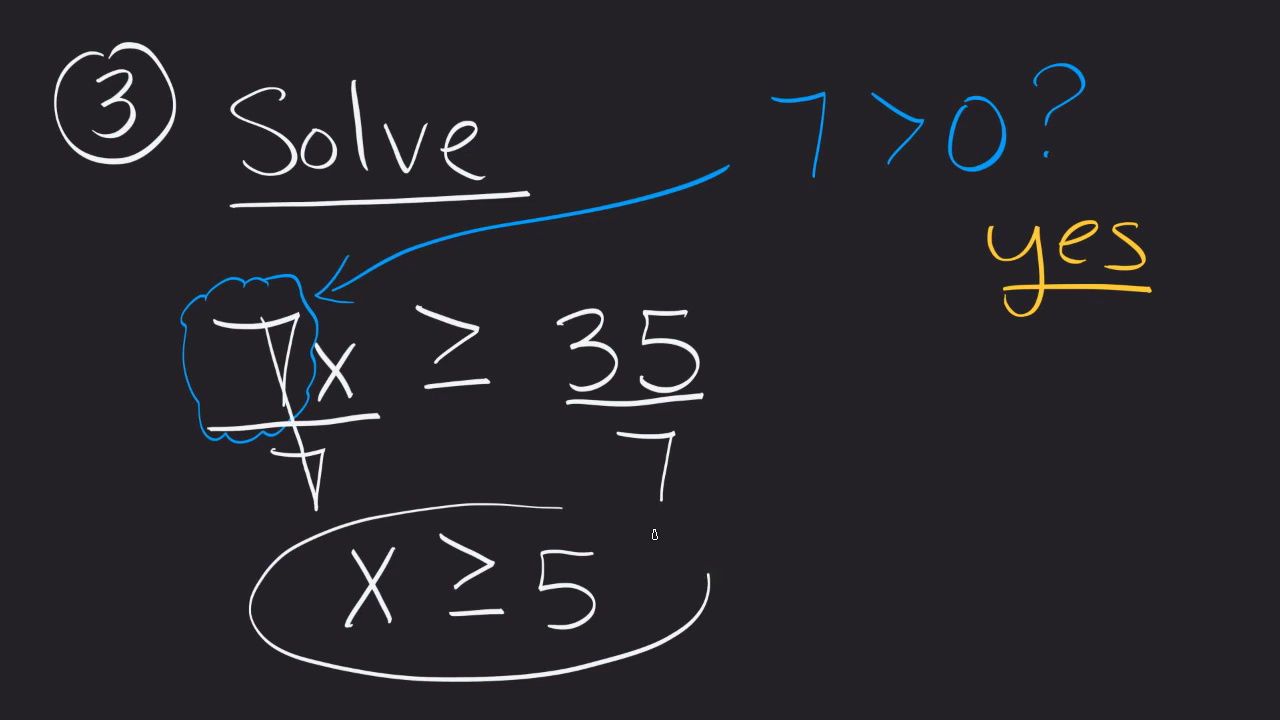 3 Solve
7 > 0?
yes
7x ≥ 35
7 7
x ≥ 5